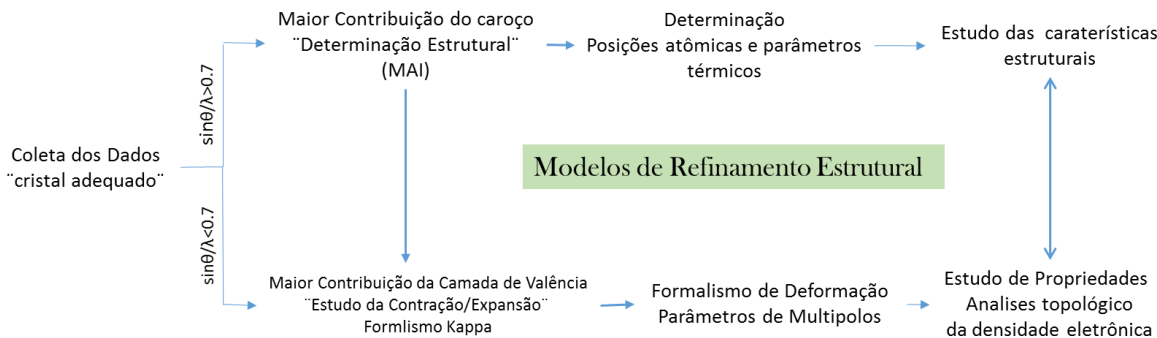 Coleta dos Dados
¨cristal adequado¨
sinθ/λ>0.7
Maior Contribuição do caroço
¨Determinação Estrutural¨
(MAI)
Determinação
Posições atômicas e parâmetros
térmicos
Estudo das caraterísticas
estruturais
Modelos de Refinamento Estrutural
sinθ/λ<0.7
Maior Contribuição da Camada de Valência
¨Estudo da Contração/Expansão¨
Formlismo Kappa
Formalismo de Deformação
Parâmetros de Multipolos
Estudo de Propriedades
Analises topológico
da densidade eletrônica